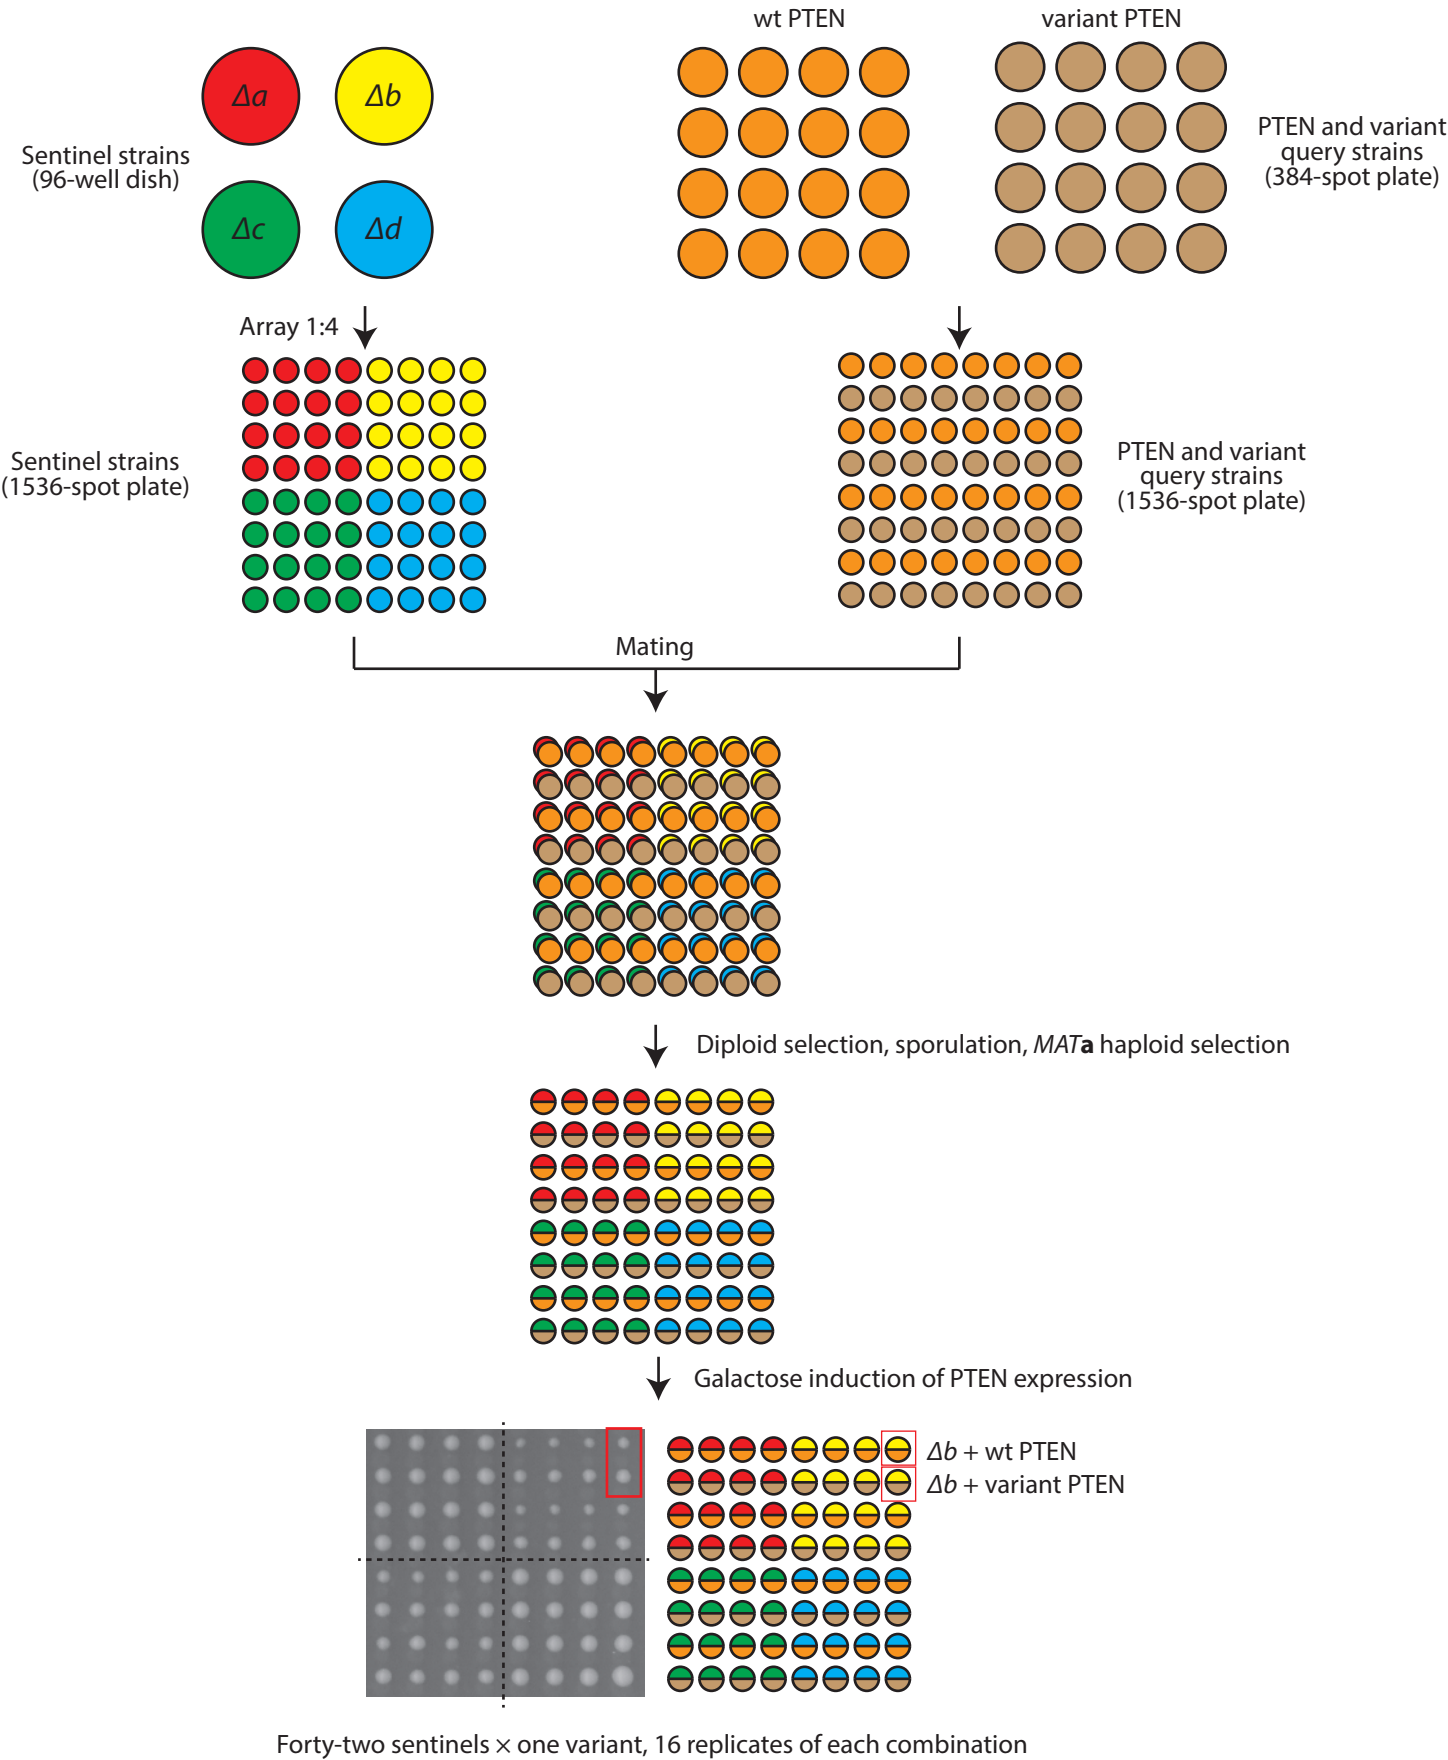 wt PTEN
variant PTEN
Δa
Δb
Sentinel strains
(96-well dish)
Δc
Δd
PTEN and variant
query strains
(384-spot plate)
Array 1:4
Sentinel strains
(1536-spot plate)
PTEN and variant
query strains
(1536-spot plate)
Mating
Diploid selection, sporulation, MATa haploid selection
Galactose induction of PTEN expression
Δb + wt PTEN
Δb + variant PTEN
Forty-two sentinels × one variant, 16 replicates of each combination